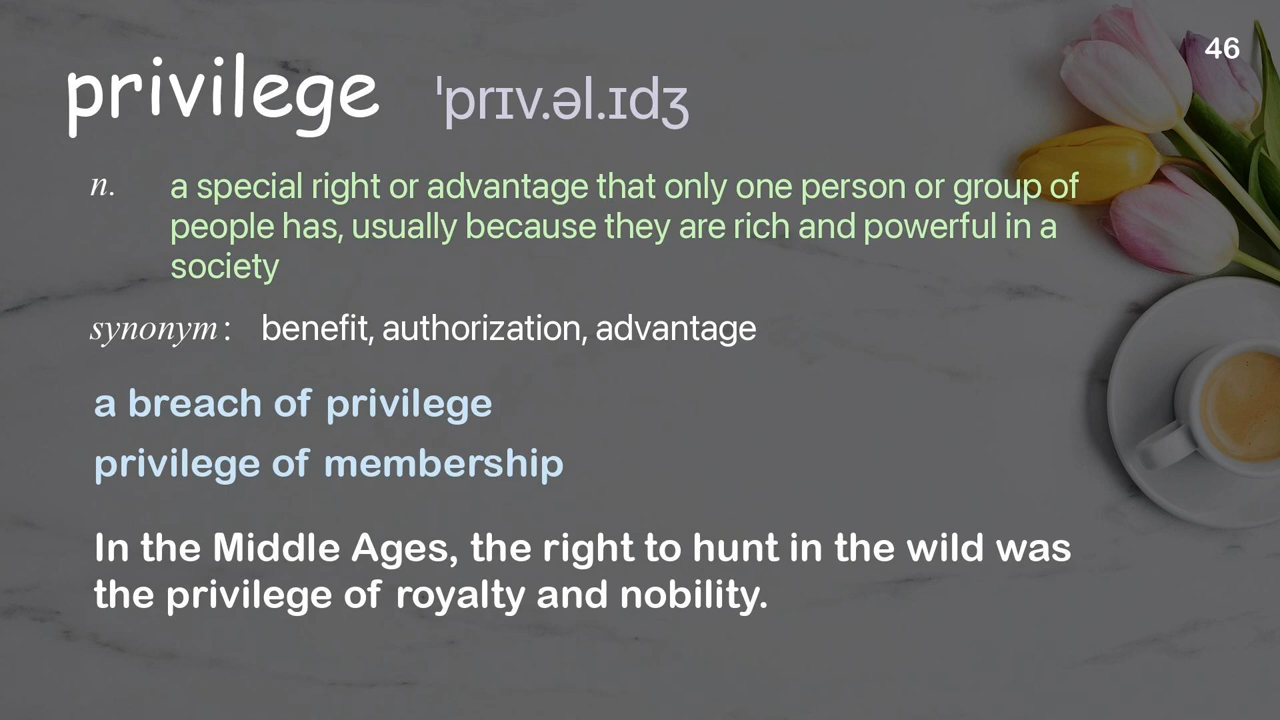 46
privilege ˈprɪv.əl.ɪdʒ
n. a special right or advantage that only one person or group of
people has, usually because they are rich and powerful in a
society
synonym: benefit, authorization, advantage
a breach of privilege
privilege of membership
In the Middle Ages, the right to hunt in the wild was
the privilege of royalty and nobility.